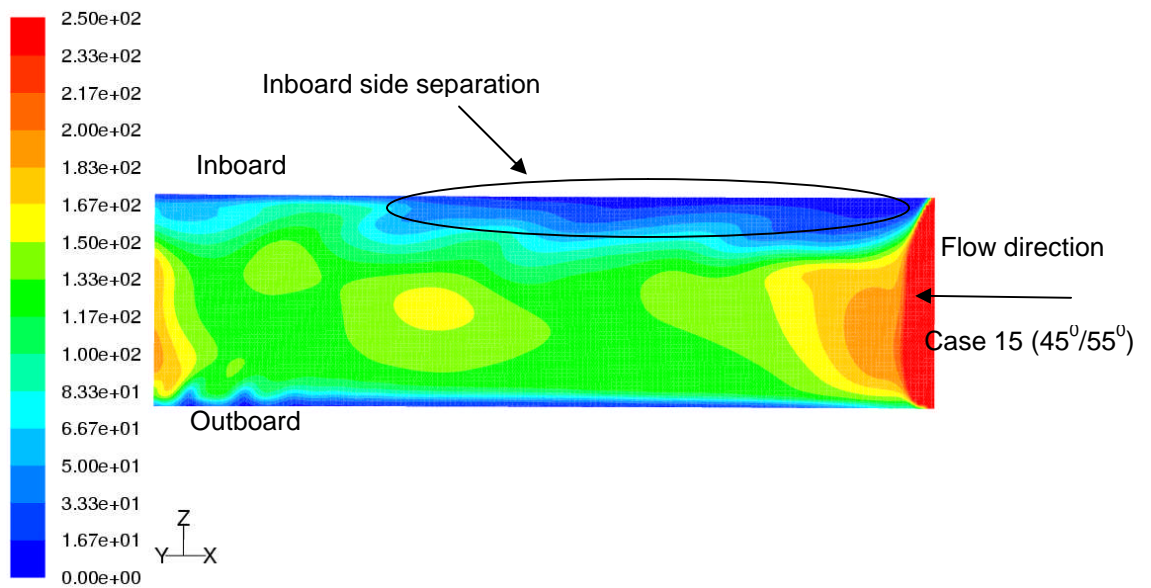 2.50e+02
2.33e+02
2.17e+02
2.00e+02
1.83e+02
1.67e+02
1.50e+02
1.33e+02
1.17e+02
1.00e+02
8.33e+01
6.67e+01
5.00e+01
3.33e+01
1.67e+01
0.00e+00
Inboard side separation
Inboard
Flow direction
Case 15 (45⁰/55⁰)
Outboard
Z
Y X